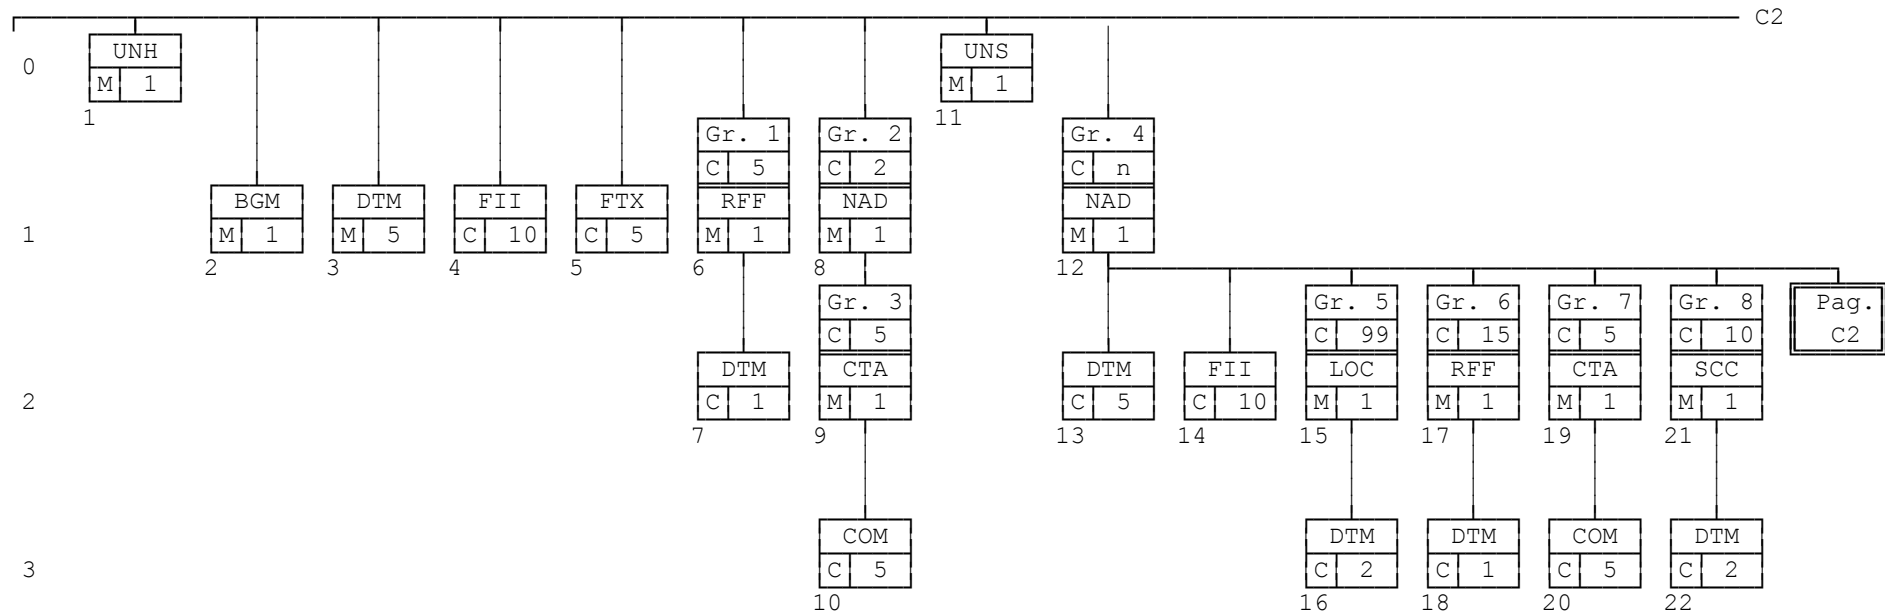 C2
UNH UNS
0
M 1 M 1
1 11
Gr. 1 Gr. 2 Gr. 4
C 5 C 2 C n
BGM DTM FII FTX RFF NAD NAD
1 M 1 M 5 C 10 C 5 M 1 M 1 M 1
2 3 4 5 6 8 12
Gr. 3 Gr. 5 Gr. 6 Gr. 7 Gr. 8 Pag.
C 5 C 99 C 15 C 5 C 10 C2
DTM CTA DTM FII LOC RFF CTA SCC
2 C 1 M 1 C 5 C 10 M 1 M 1 M 1 M 1
7 9 13 14 15 17 19 21
COM DTM DTM COM DTM
3 C 5 C 2 C 1 C 5 C 2
10 16 18 20 22